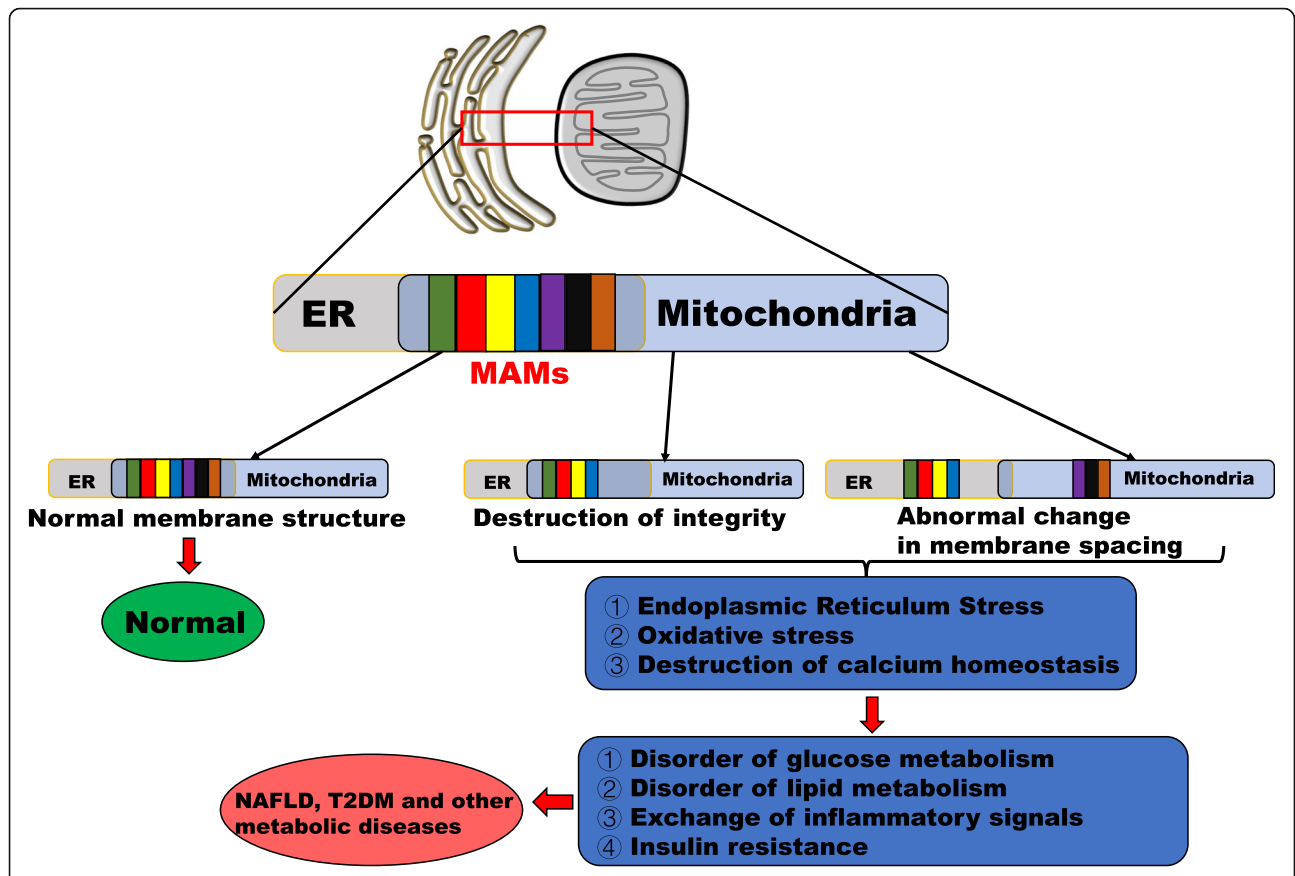 ER
Mitochondria
MAMs
ER
Mitochondria
Normal membrane structure
ER
Mitochondria
Destruction of integrity
ER
Mitochondria
Abnormal change
in membrane spacing
Normal
① Endoplasmic Reticulum Stress
② Oxidative stress
③ Destruction of calcium homeostasis
① Disorder of glucose metabolism
② Disorder of lipid metabolism
③ Exchange of inflammatory signals
④ Insulin resistance
NAFLD, T2DM and other
metabolic diseases